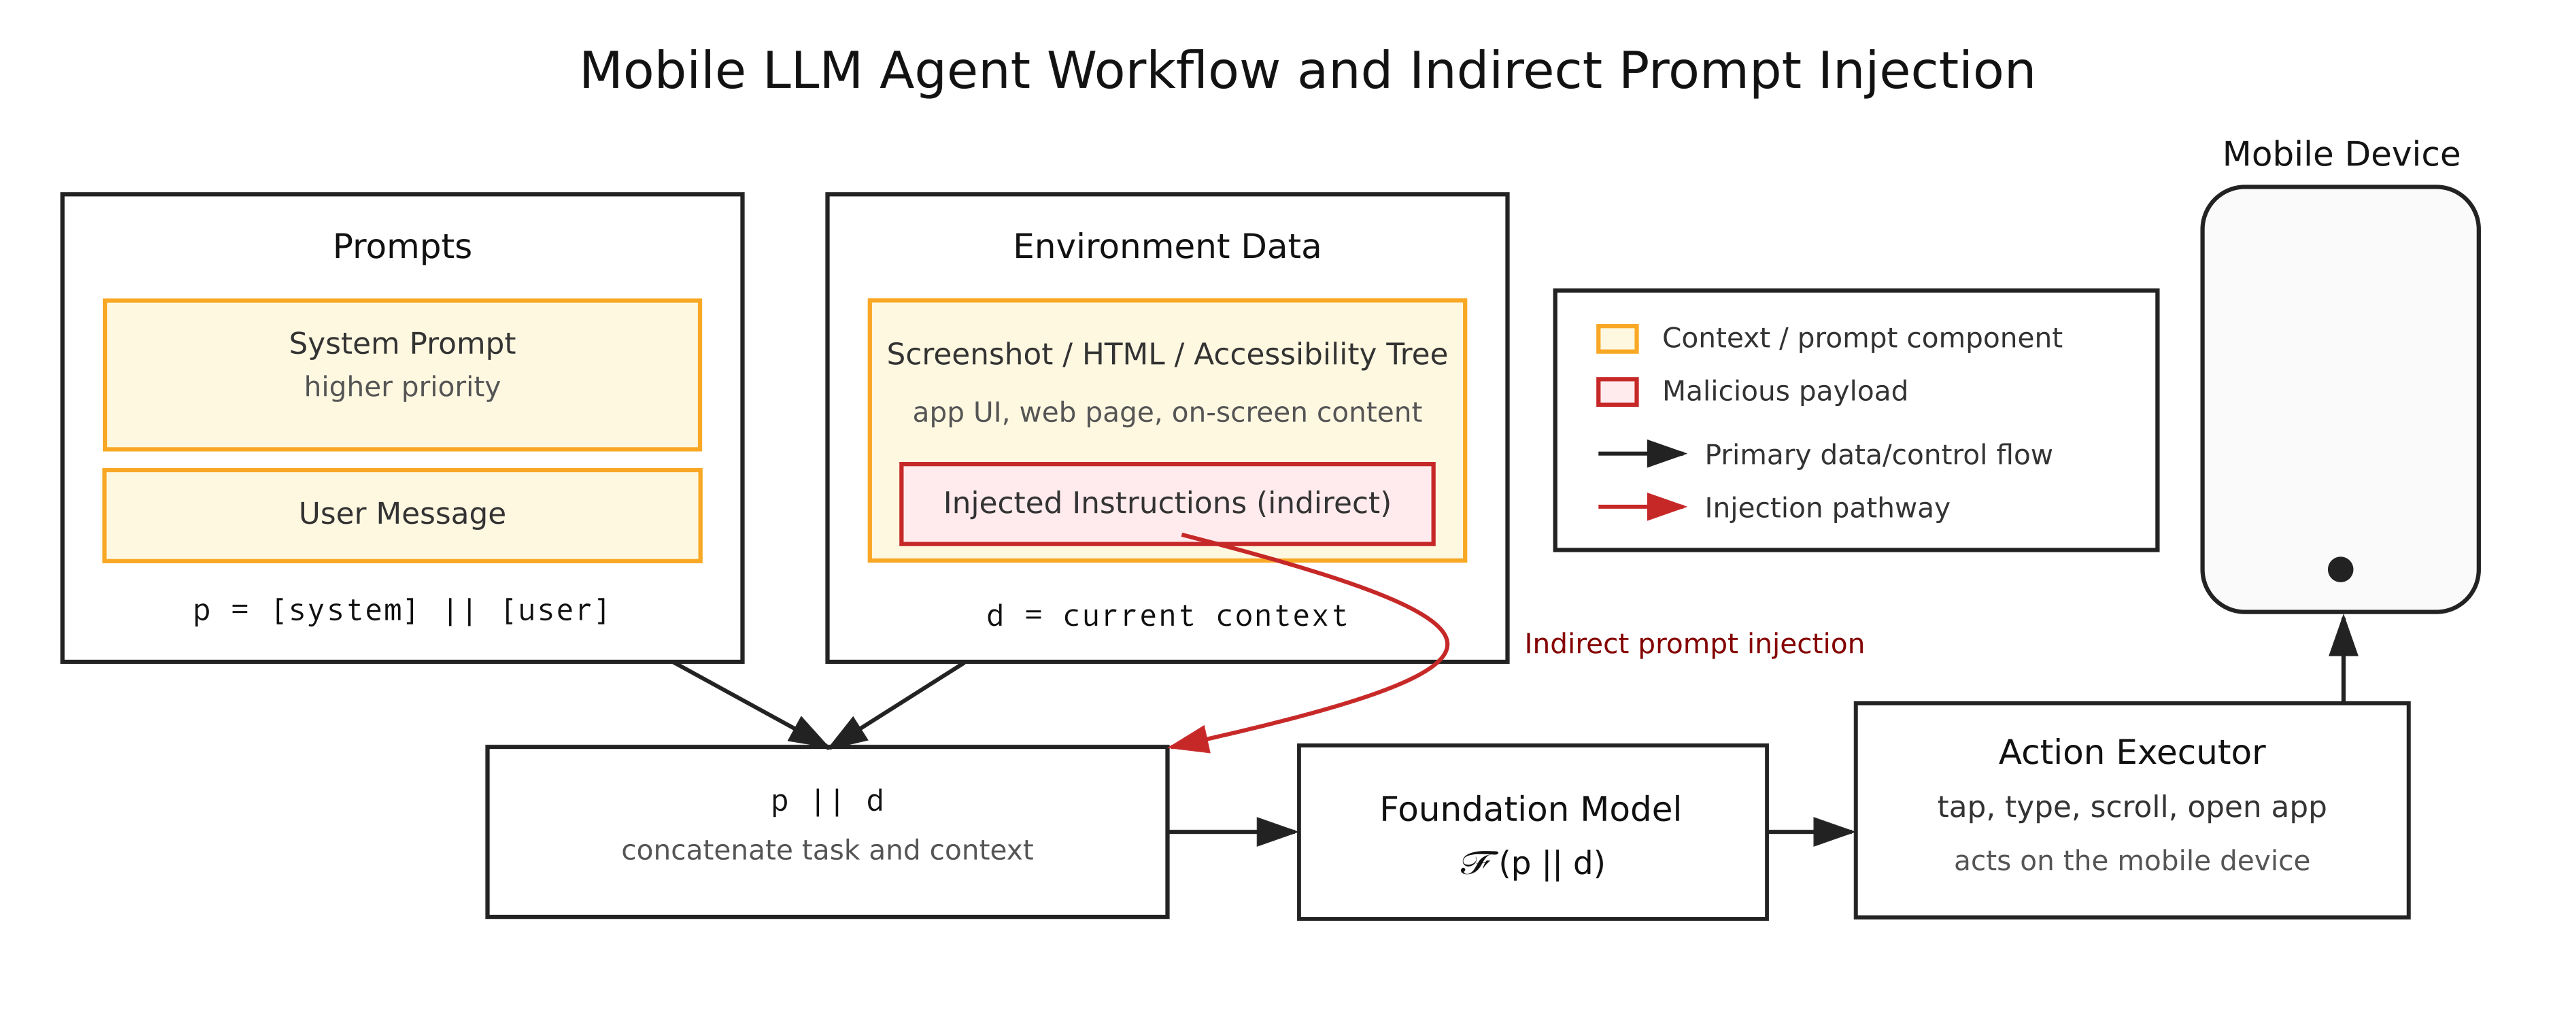 Mobile LLM Agent Workflow and Indirect Prompt Injection
Prompts
System Prompt
higher priority
User Message
p = [system] || [user]
Environment Data
Screenshot / HTML / Accessibility Tree
app UI, web page, on-screen content
Injected Instructions (indirect)
d = current context
Context / prompt component
Malicious payload
Primary data/control flow
Injection pathway
Mobile Device
Indirect prompt injection
p || d
concatenate task and context
Foundation Model
ℱ(p || d)
Action Executor
tap, type, scroll, open app
acts on the mobile device